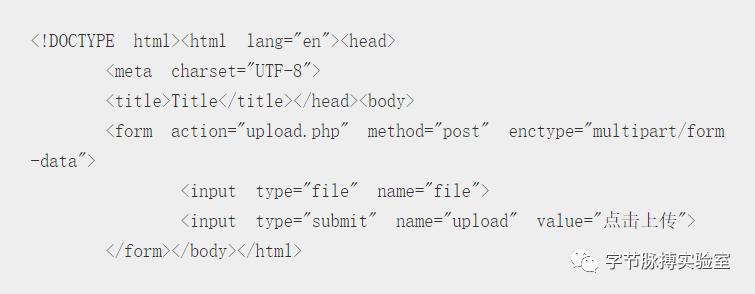 <!DOCTYPE html><html lang="en"><head>
<meta charset="UTF-8">
<title>Title</title></head><body>
<form action="upload.php" method="post" enctype="multipart/form
-data">
<input type="file" name="file">
<input type="submit" name="upload" value="点击上传">
</form></body></html>
字节脉搏实验室